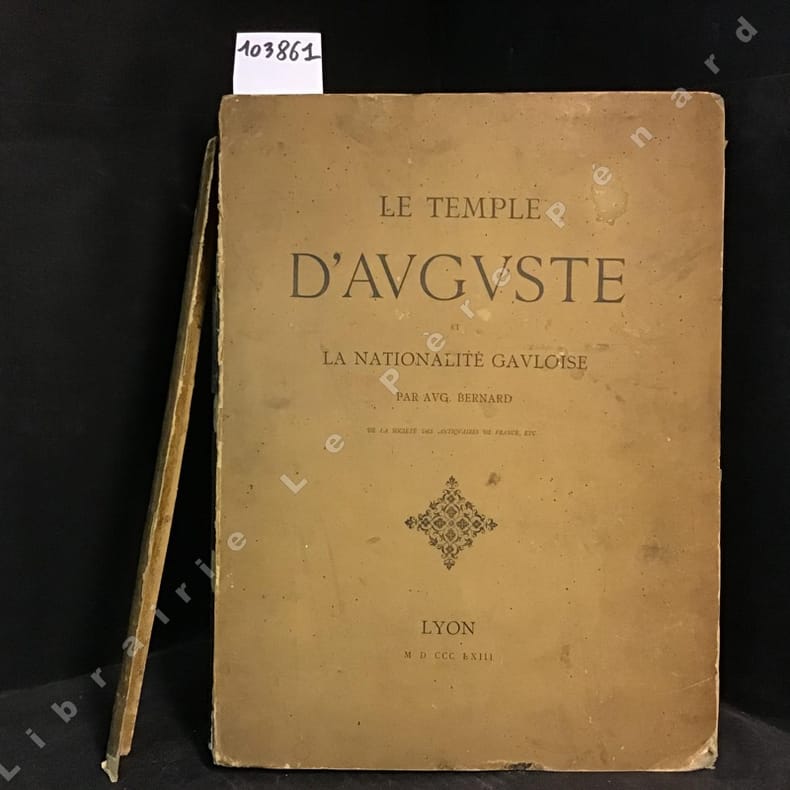 103861
LE TEMPLE
D'AVGVSTE
ET
LA NATIONALITÉ GAVLOISE
PAR AVG. BERNARD
DE LA SOCIÉTÉ DES ANTIQVAIRES DE FRANCE, ETC.
LYON
M D CCC LXIII
Librairie Le Père Pénard